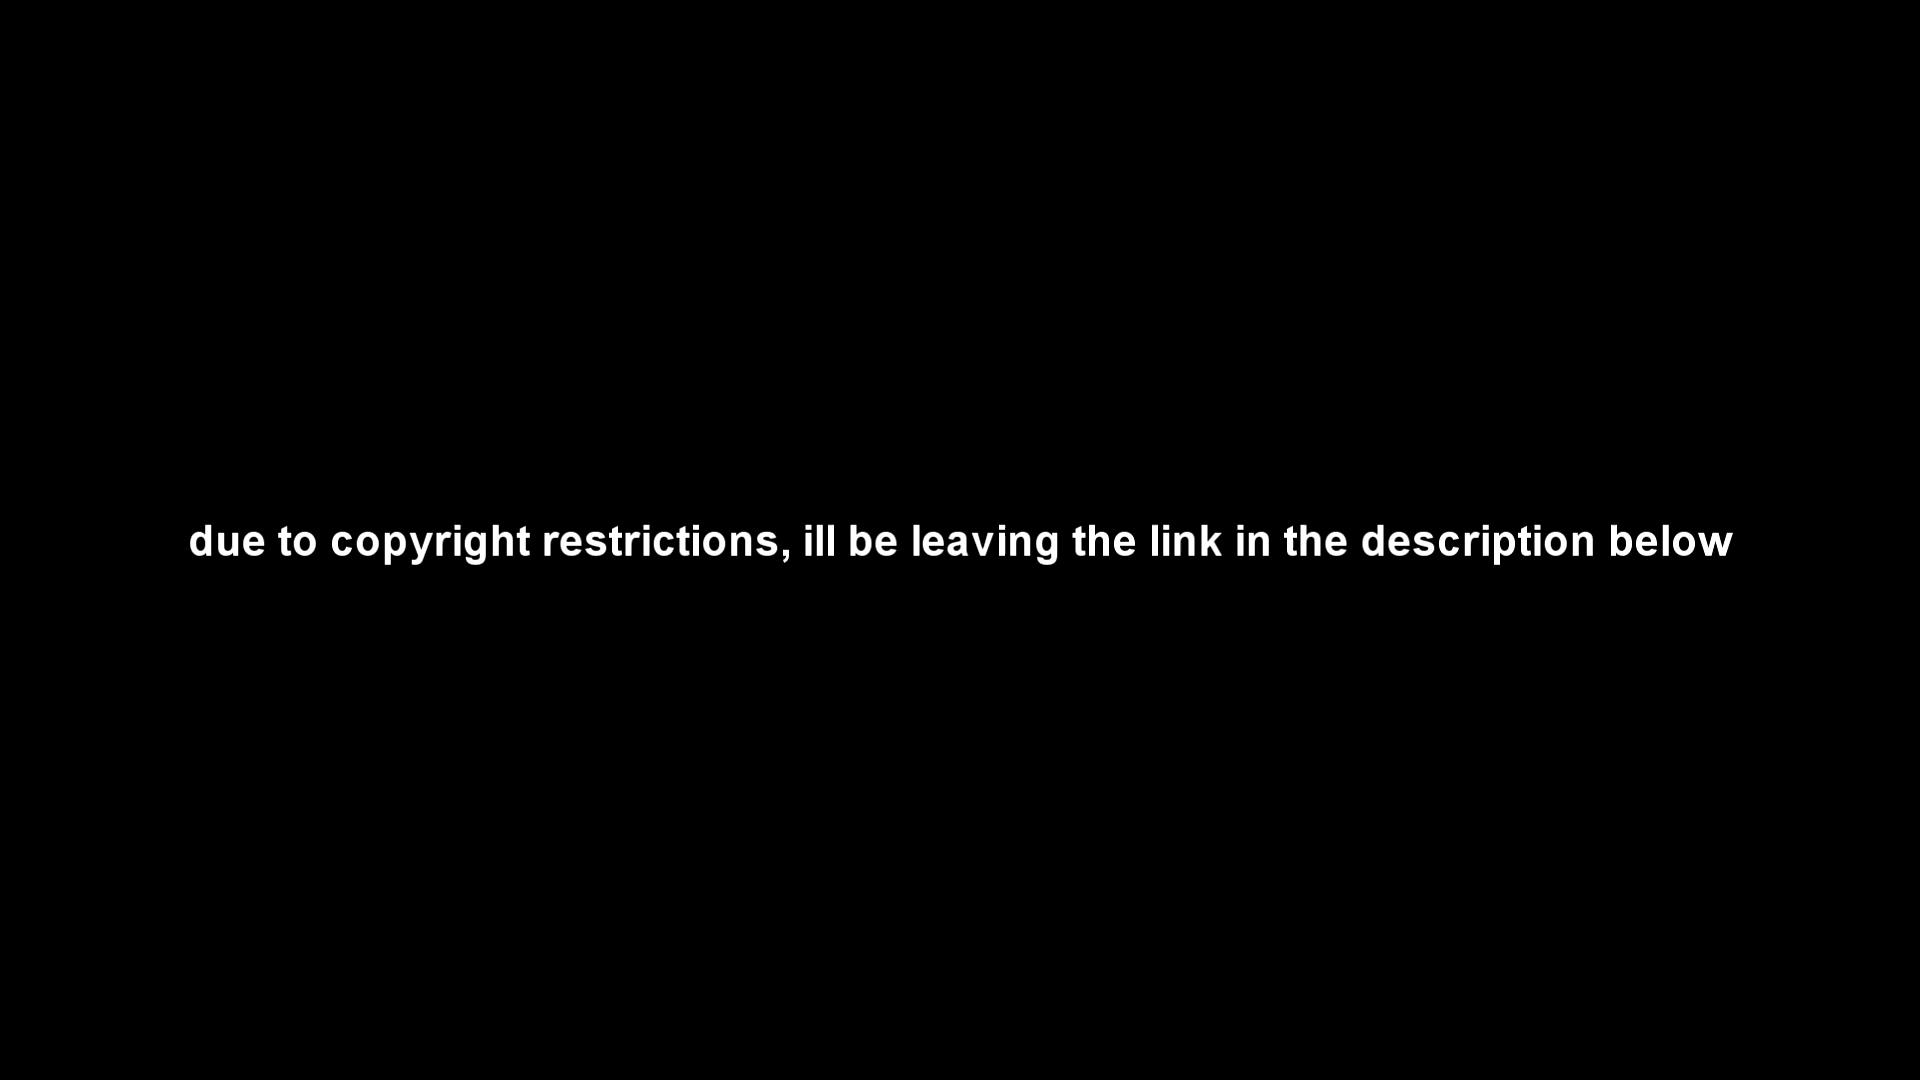 due to copyright restrictions, ill be leaving the link in the description below